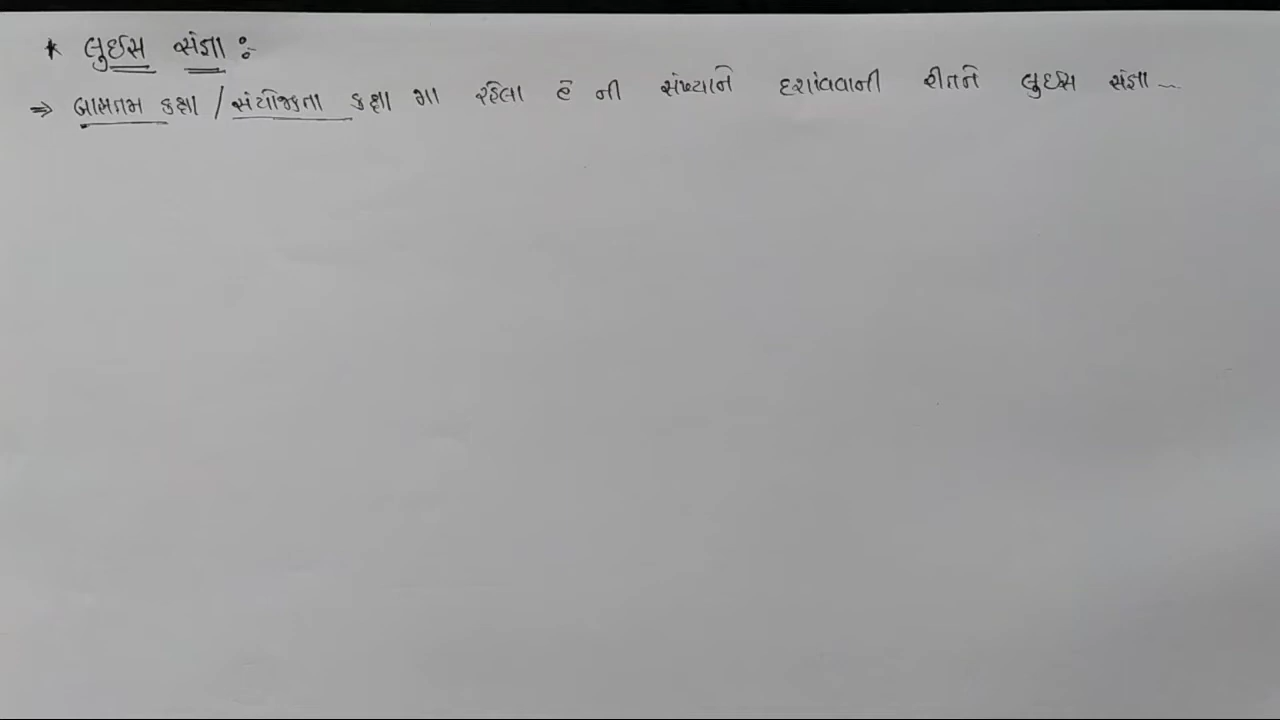 * લુઈસ સંજ્ઞા :-
⇒ બાહ્યતમ કક્ષા / સંયોજકતા કક્ષા મા રહેલા ē ની સંખ્યાને દર્શાવવાની રીતને લુઈસ સંજ્ઞા ...